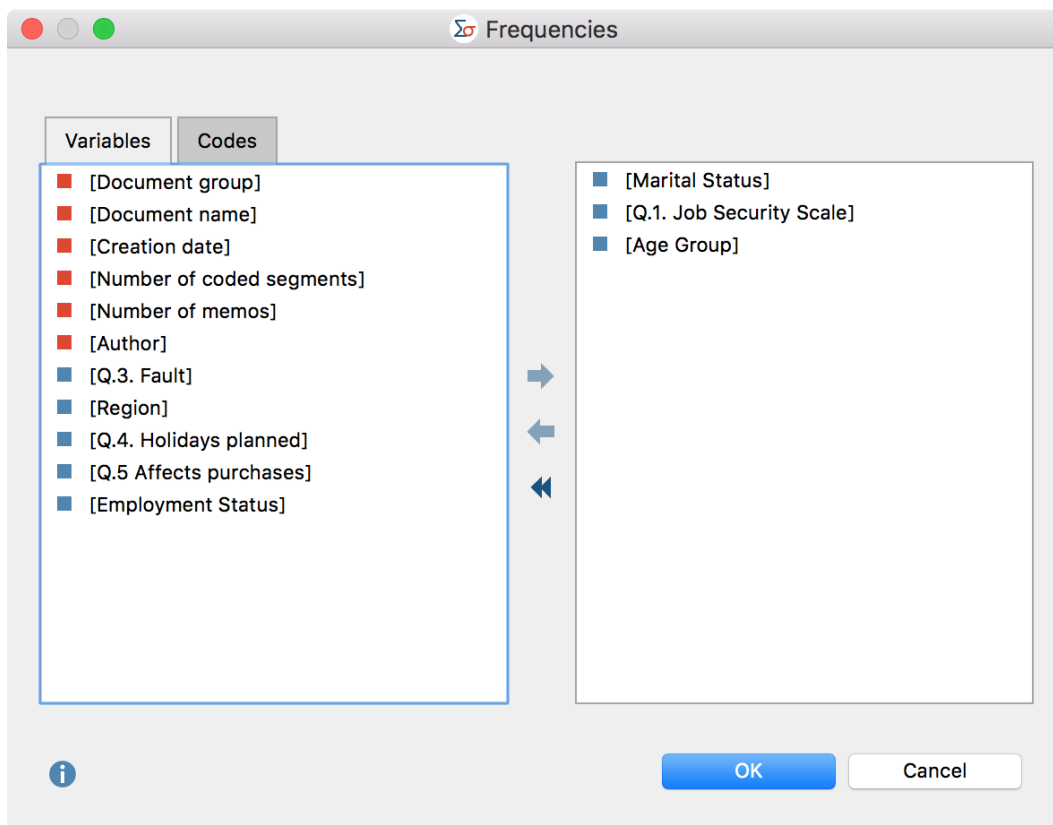 Σσ Frequencies
Variables Codes
[Document group]
[Document name]
[Creation date]
[Number of coded segments]
[Number of memos]
[Author]
[Q.3. Fault]
[Region]
[Q.4. Holidays planned]
[Q.5 Affects purchases]
[Employment Status]
[Marital Status]
[Q.1. Job Security Scale]
[Age Group]
i
OK Cancel